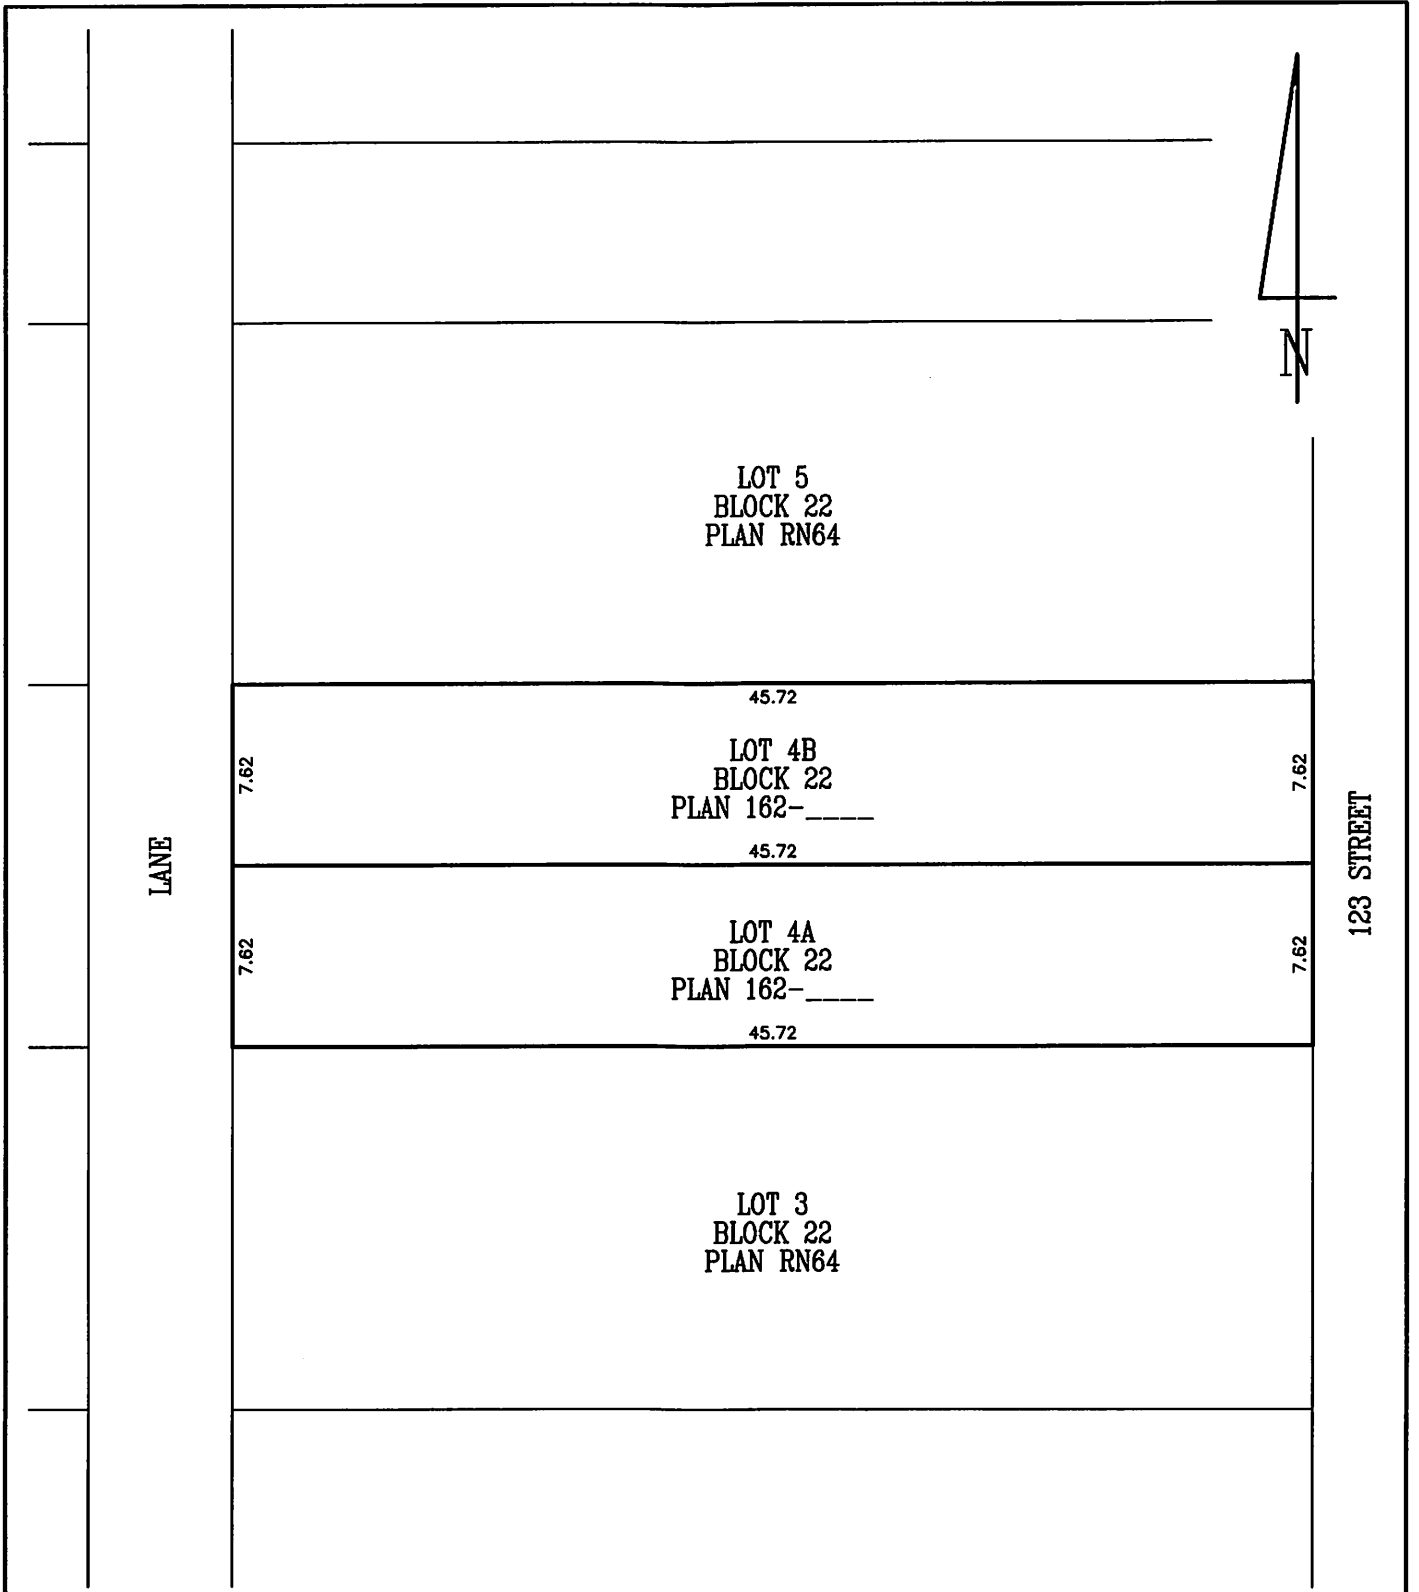 N
LOT 5
BLOCK 22
PLAN RN64
45.72
LOT 4B
BLOCK 22
PLAN 162-____
7.62
7.62
45.72
LANE
123 STREET
LOT 4A
BLOCK 22
PLAN 162-____
7.62
7.62
45.72
LOT 3
BLOCK 22
PLAN RN64